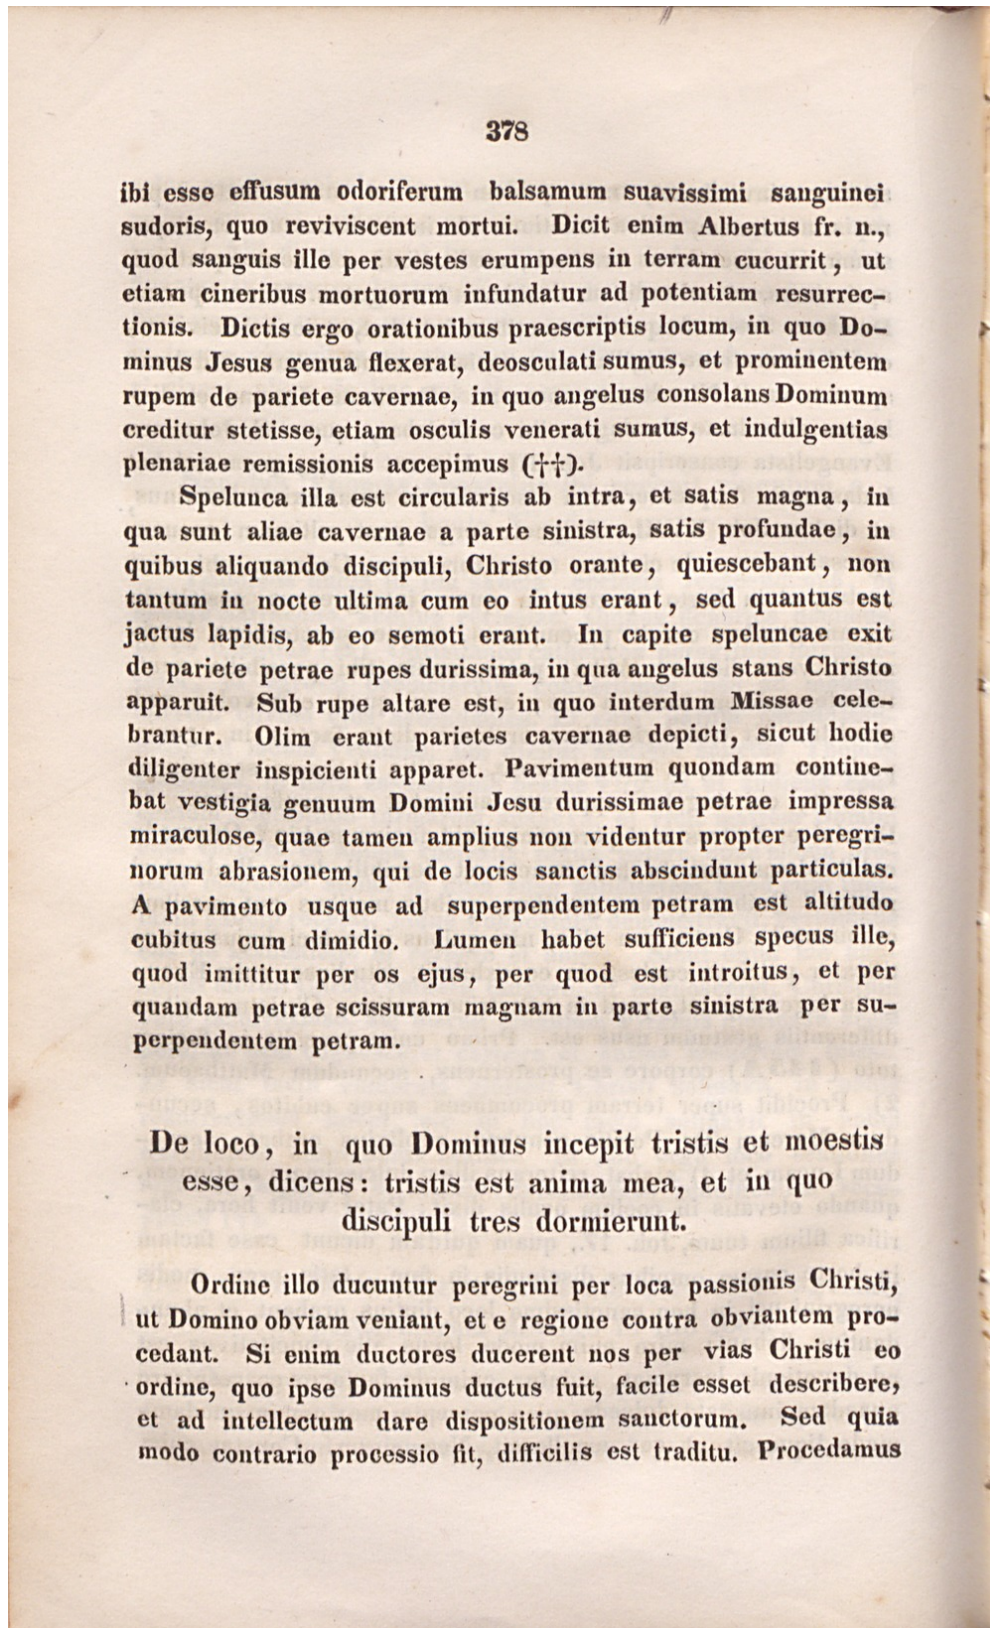 378
ibi esse effusum odoriferum balsamum suavissimi sanguinei
sudoris, quo reviviscent mortui. Dicit enim Albertus fr. n.,
quod sanguis ille per vestes erumpens in terram cucurrit, ut
etiam cineribus mortuorum infundatur ad potentiam resurrec-
tionis. Dictis ergo orationibus praescriptis locum, in quo Do-
minus Jesus genua flexerat, deosculati sumus, et prominentem
rupem de pariete cavernae, in quo angelus consolans Dominum
creditur stetisse, etiam osculis venerati sumus, et indulgentias
plenariae remissionis accepimus (††).
Spelunca illa est circularis ab intra, et satis magna, in
qua sunt aliae cavernae a parte sinistra, satis profundae, in
quibus aliquando discipuli, Christo orante, quiescebant, non
tantum in nocte ultima cum eo intus erant, sed quantus est
jactus lapidis, ab eo semoti erant. In capite speluncae exit
de pariete petrae rupes durissima, in qua angelus stans Christo
apparuit. Sub rupe altare est, in quo interdum Missae cele-
brantur. Olim erant parietes cavernae depicti, sicut hodie
diligenter inspicienti apparet. Pavimentum quondam contine-
bat vestigia genuum Domini Jesu durissimae petrae impressa
miraculose, quae tamen amplius non videntur propter peregri-
norum abrasionem, qui de locis sanctis abscindunt particulas.
A pavimento usque ad superpendentem petram est altitudo
cubitus cum dimidio. Lumen habet sufficiens specus ille,
quod imittitur per os ejus, per quod est introitus, et per
quandam petrae scissuram magnam in parte sinistra per su-
perpendentem petram.
De loco, in quo Dominus incepit tristis et moestis
esse, dicens: tristis est anima mea, et in quo
discipuli tres dormierunt.
Ordine illo ducuntur peregrini per loca passionis Christi,
ut Domino obviam veniant, et e regione contra obviantem pro-
cedant. Si enim ductores ducerent nos per vias Christi eo
ordine, quo ipse Dominus ductus fuit, facile esset describere,
et ad intellectum dare dispositionem sanctorum. Sed quia
modo contrario processio fit, difficilis est traditu. Procedamus